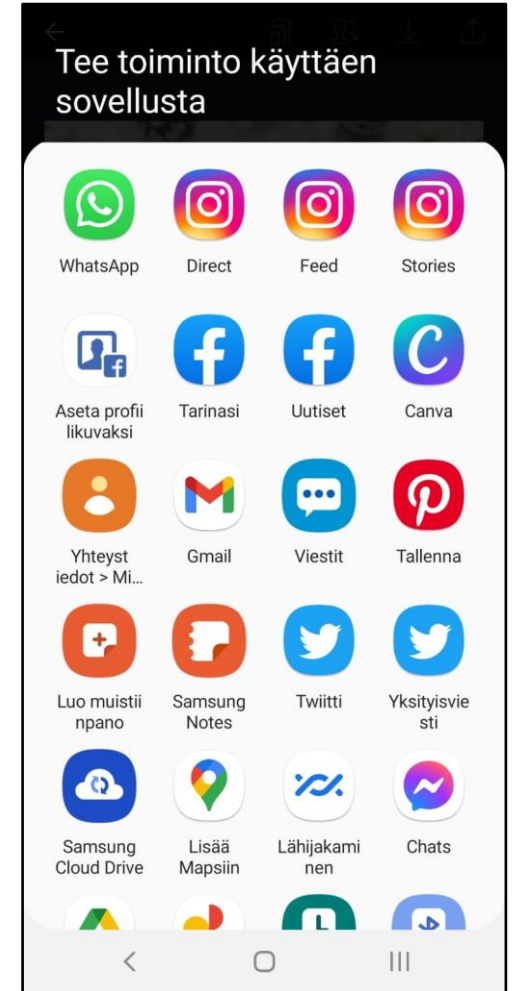 Tee toiminto käyttäen
sovellusta
WhatsApp Direct Feed Stories
Aseta profii
likuvaksi
Tarinasi Uutiset Canva
Yhteyst
iedot > Mi...
Gmail Viestit Tallenna
Luo muistii
npano
Samsung
Notes
Twiitti
Yksityisvie
sti
Samsung
Cloud Drive
Lisää
Mapsiin
Lähijakami
nen
Chats